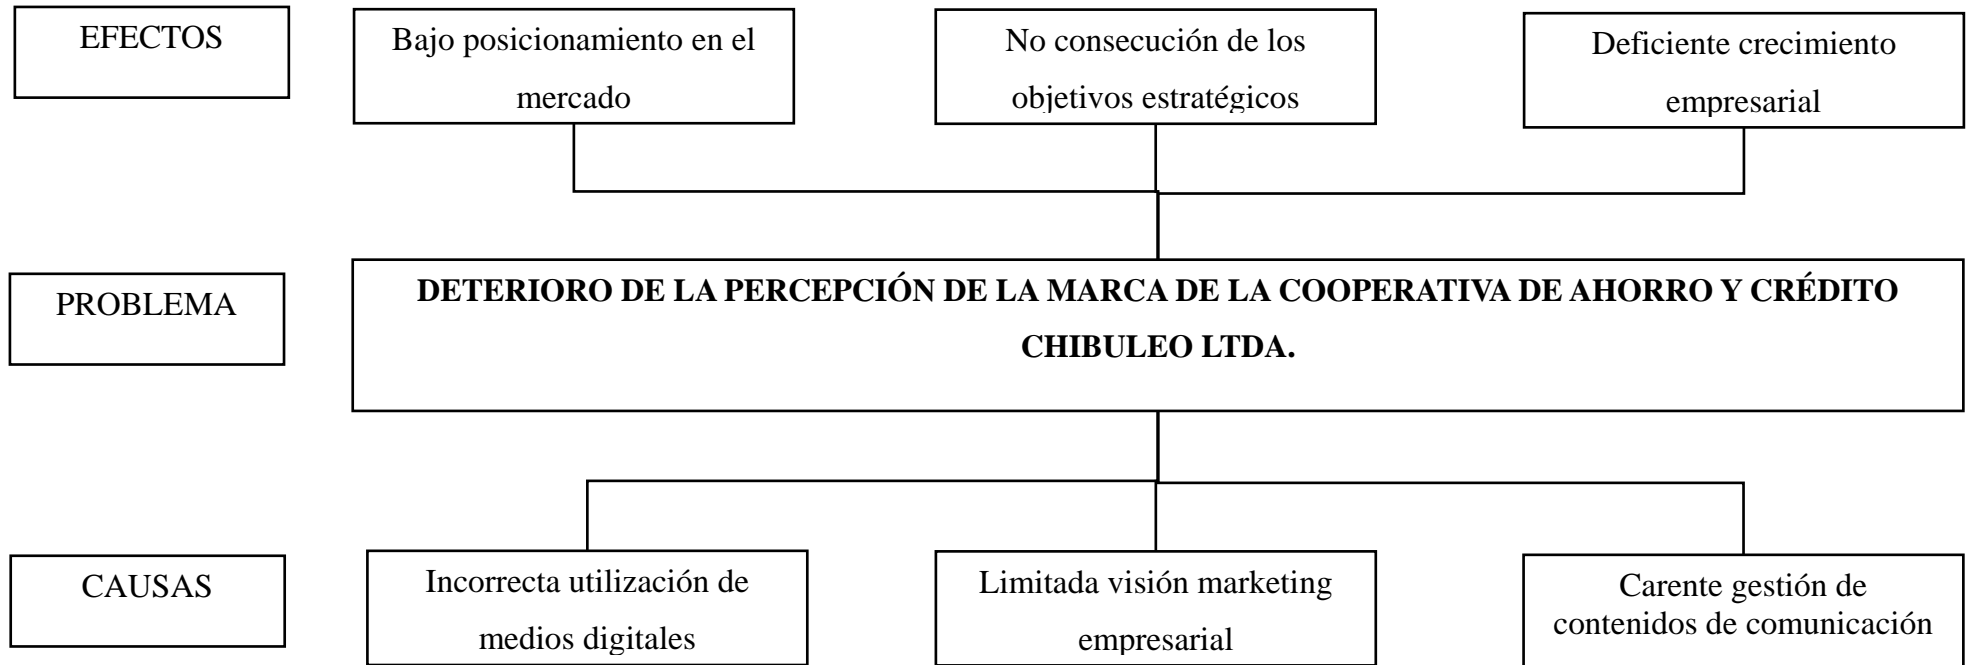 EFECTOS
Bajo posicionamiento en el
mercado
No consecución de los
objetivos estratégicos
Deficiente crecimiento
empresarial
PROBLEMA
DETERIORO DE LA PERCEPCIÓN DE LA MARCA DE LA COOPERATIVA DE AHORRO Y CRÉDITO
CHIBULEO LTDA.
CAUSAS
Incorrecta utilización de
medios digitales
Limitada visión marketing
empresarial
Carente gestión de
contenidos de comunicación